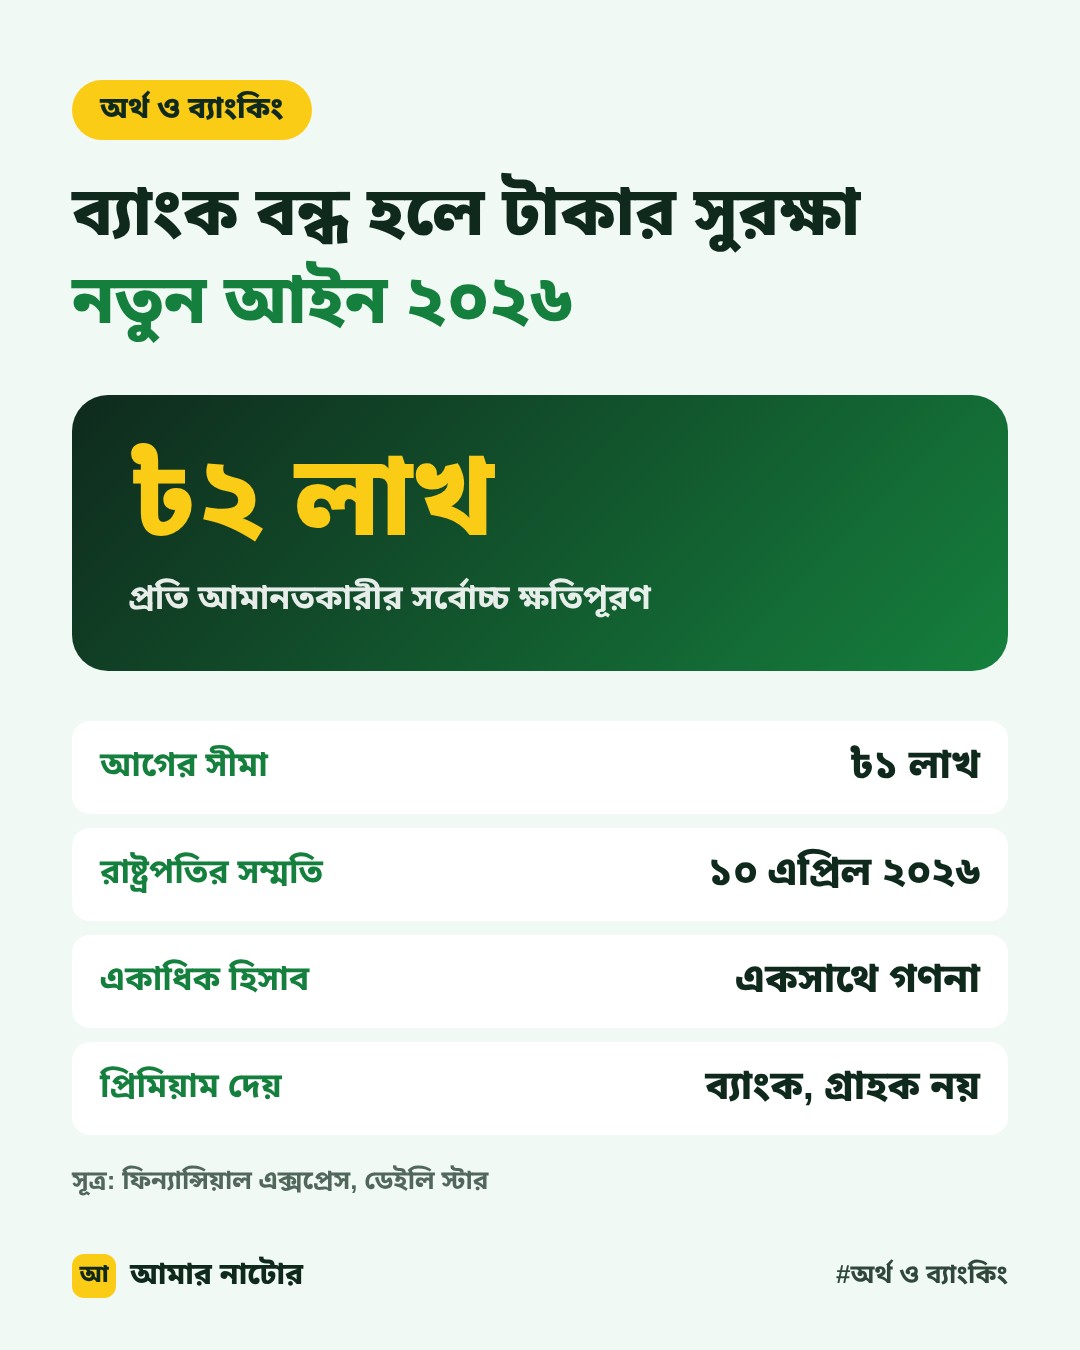 অর্থ ও ব্যাংকিং
ব্যাংক বন্ধ হলে টাকার সুরক্ষা
নতুন আইন ২০২৬
৳২ লাখ
প্রতি আমানতকারীর সর্বোচ্চ ক্ষতিপূরণ
আগের সীমা ৳১ লাখ
রাষ্ট্রপতির সম্মতি ১০ এপ্রিল ২০২৬
একাধিক হিসাব একসাথে গণনা
প্রিমিয়াম দেয় ব্যাংক, গ্রাহক নয়
সূত্র: ফিন্যান্সিয়াল এক্সপ্রেস, ডেইলি স্টার
আ আমার নাটোর #অর্থ ও ব্যাংকিং